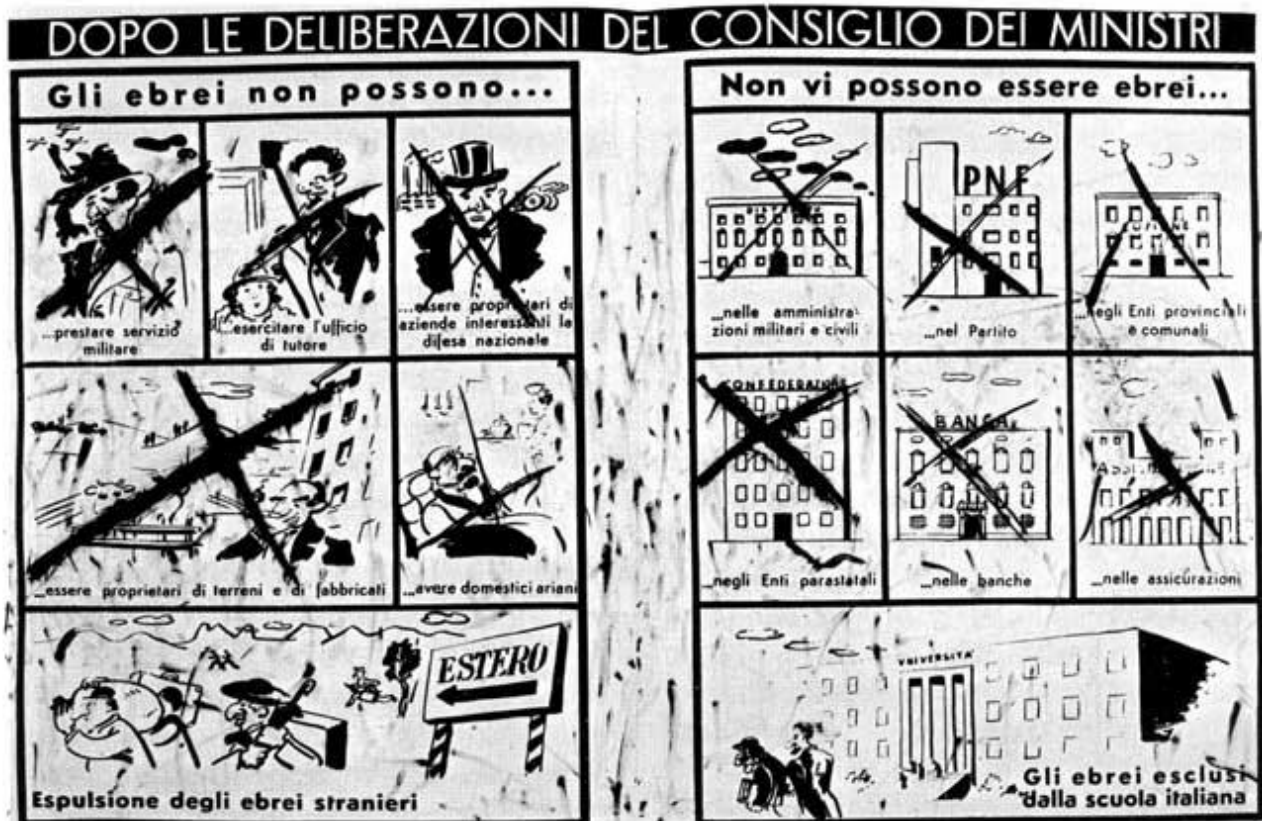 DOPO LE DELIBERAZIONI DEL CONSIGLIO DEI MINISTRI
Gli ebrei non possono...
...prestare servizio
militare
...esercitare l'ufficio
di tutore
...essere proprietari di
aziende interessanti la
difesa nazionale
...essere proprietari di terreni e di fabbricati
...avere domestici ariani
ESTERO
Espulsione degli ebrei stranieri
Non vi possono essere ebrei...
...nelle amministra-
zioni militari e civili
PNF
...nel Partito
COMUNE
...negli Enti provinciali
e comunali
CONFEDERAZIONE
...negli Enti parastatali
BANCA
...nelle banche
...nelle assicurazioni
UNIVERSITA'
Gli ebrei esclusi
dalla scuola italiana